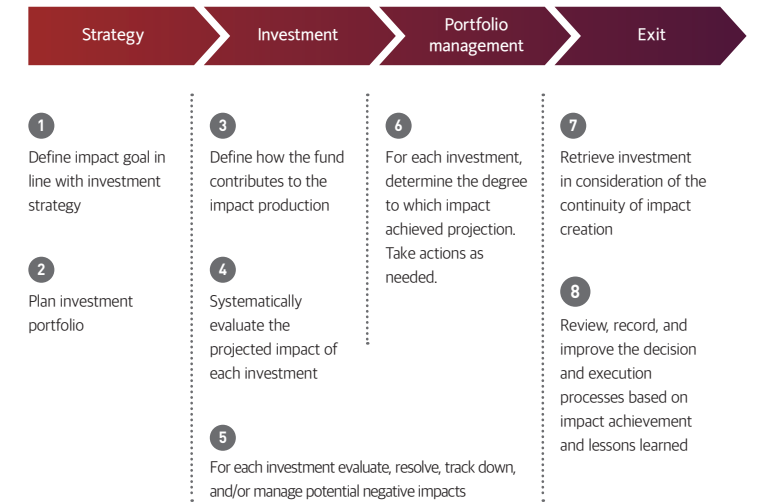 Strategy
Investment
Portfolio
management
Exit
1
Define impact goal in
line with investment
strategy
2
Plan investment
portfolio
3
Define how the fund
contributes to the
impact production
4
Systematically
evaluate the
projected impact of
each investment
5
For each investment evaluate, resolve, track down,
and/or manage potential negative impacts
6
For each investment,
determine the degree
to which impact
achieved projection.
Take actions as
needed.
7
Retrieve investment
in consideration of the
continuity of impact
creation
8
Review, record, and
improve the decision
and execution
processes based on
impact achievement
and lessons learned